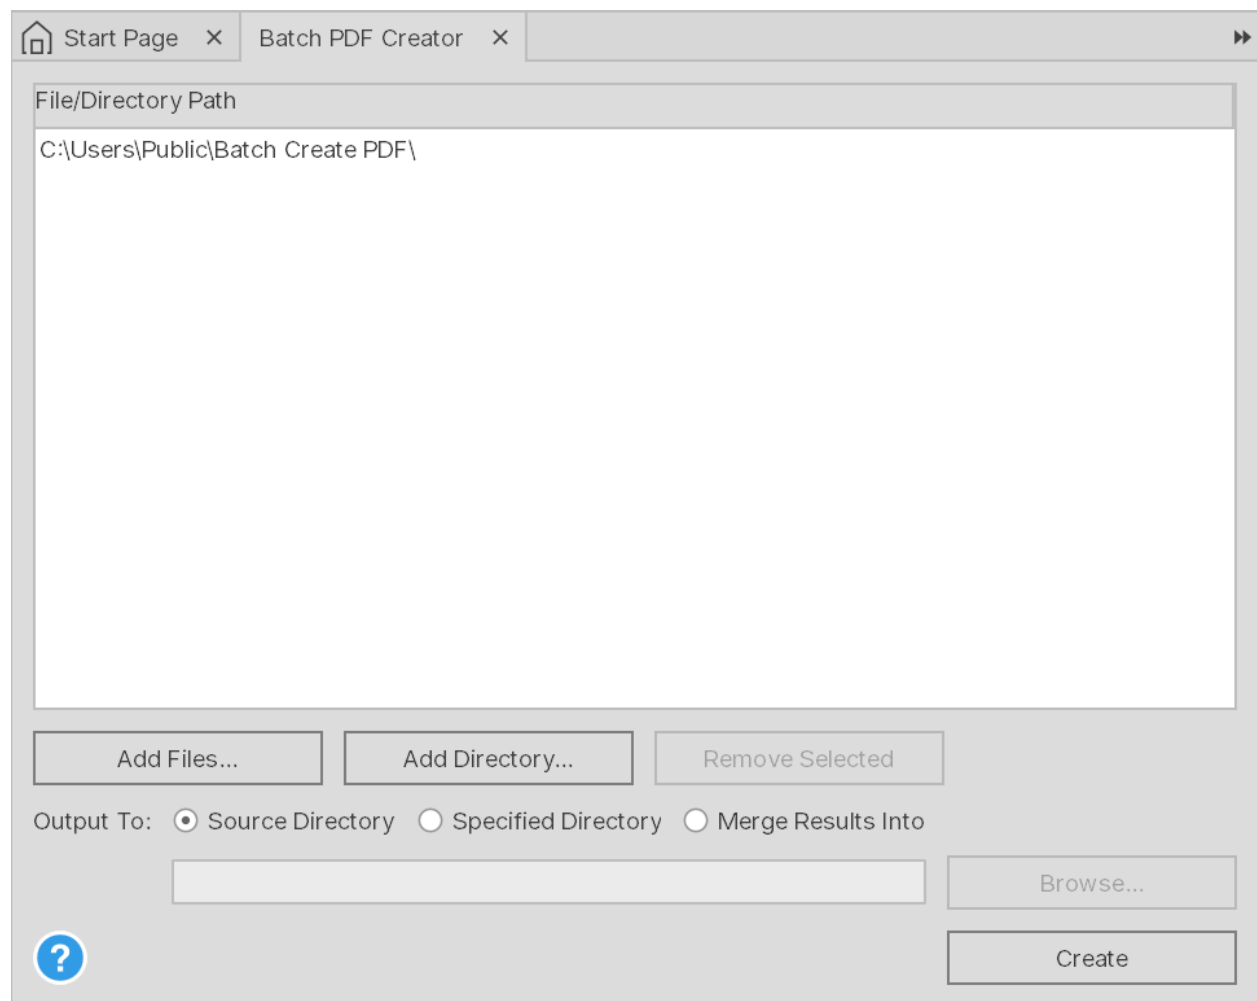 Start Page
Batch PDF Creator
File/Directory Path
C:\Users\Public\Batch Create PDF\
Add Files... Add Directory... Remove Selected
Output To: Source Directory Specified Directory Merge Results Into
Browse...
?
Create